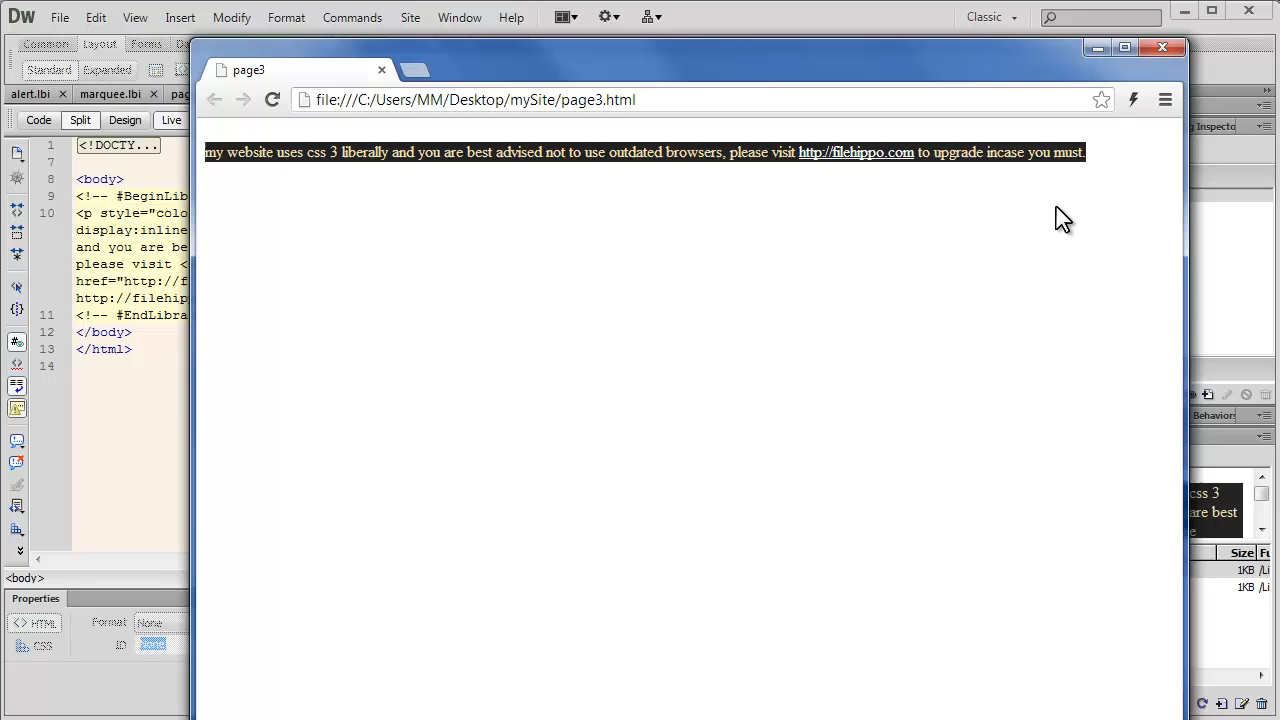 Dw File Edit View Insert Modify Format Commands Site Window Help Classic
Standard
page3
alert.lbi marquee.lbi
file:///C:/Users/MM/Desktop/mySite/page3.html
Code Split Design Live
my website uses css 3 liberally and you are best advised not to use outdated browsers, please visit http://filehippo.com to upgrade incase you must.
1 <!DOCTY...
7
8 <body>
9 <!-- #BeginLib
10 <p style="colo
display:inline
and you are be
please visit <
href="http://f
http://filehip
11 <!-- #EndLibra
12 </body>
13 </html>
14
Behaviors
css 3
are best
e
Size
1KB /Li
1KB /Li
<body>
Properties
<> HTML Format None
CSS ID